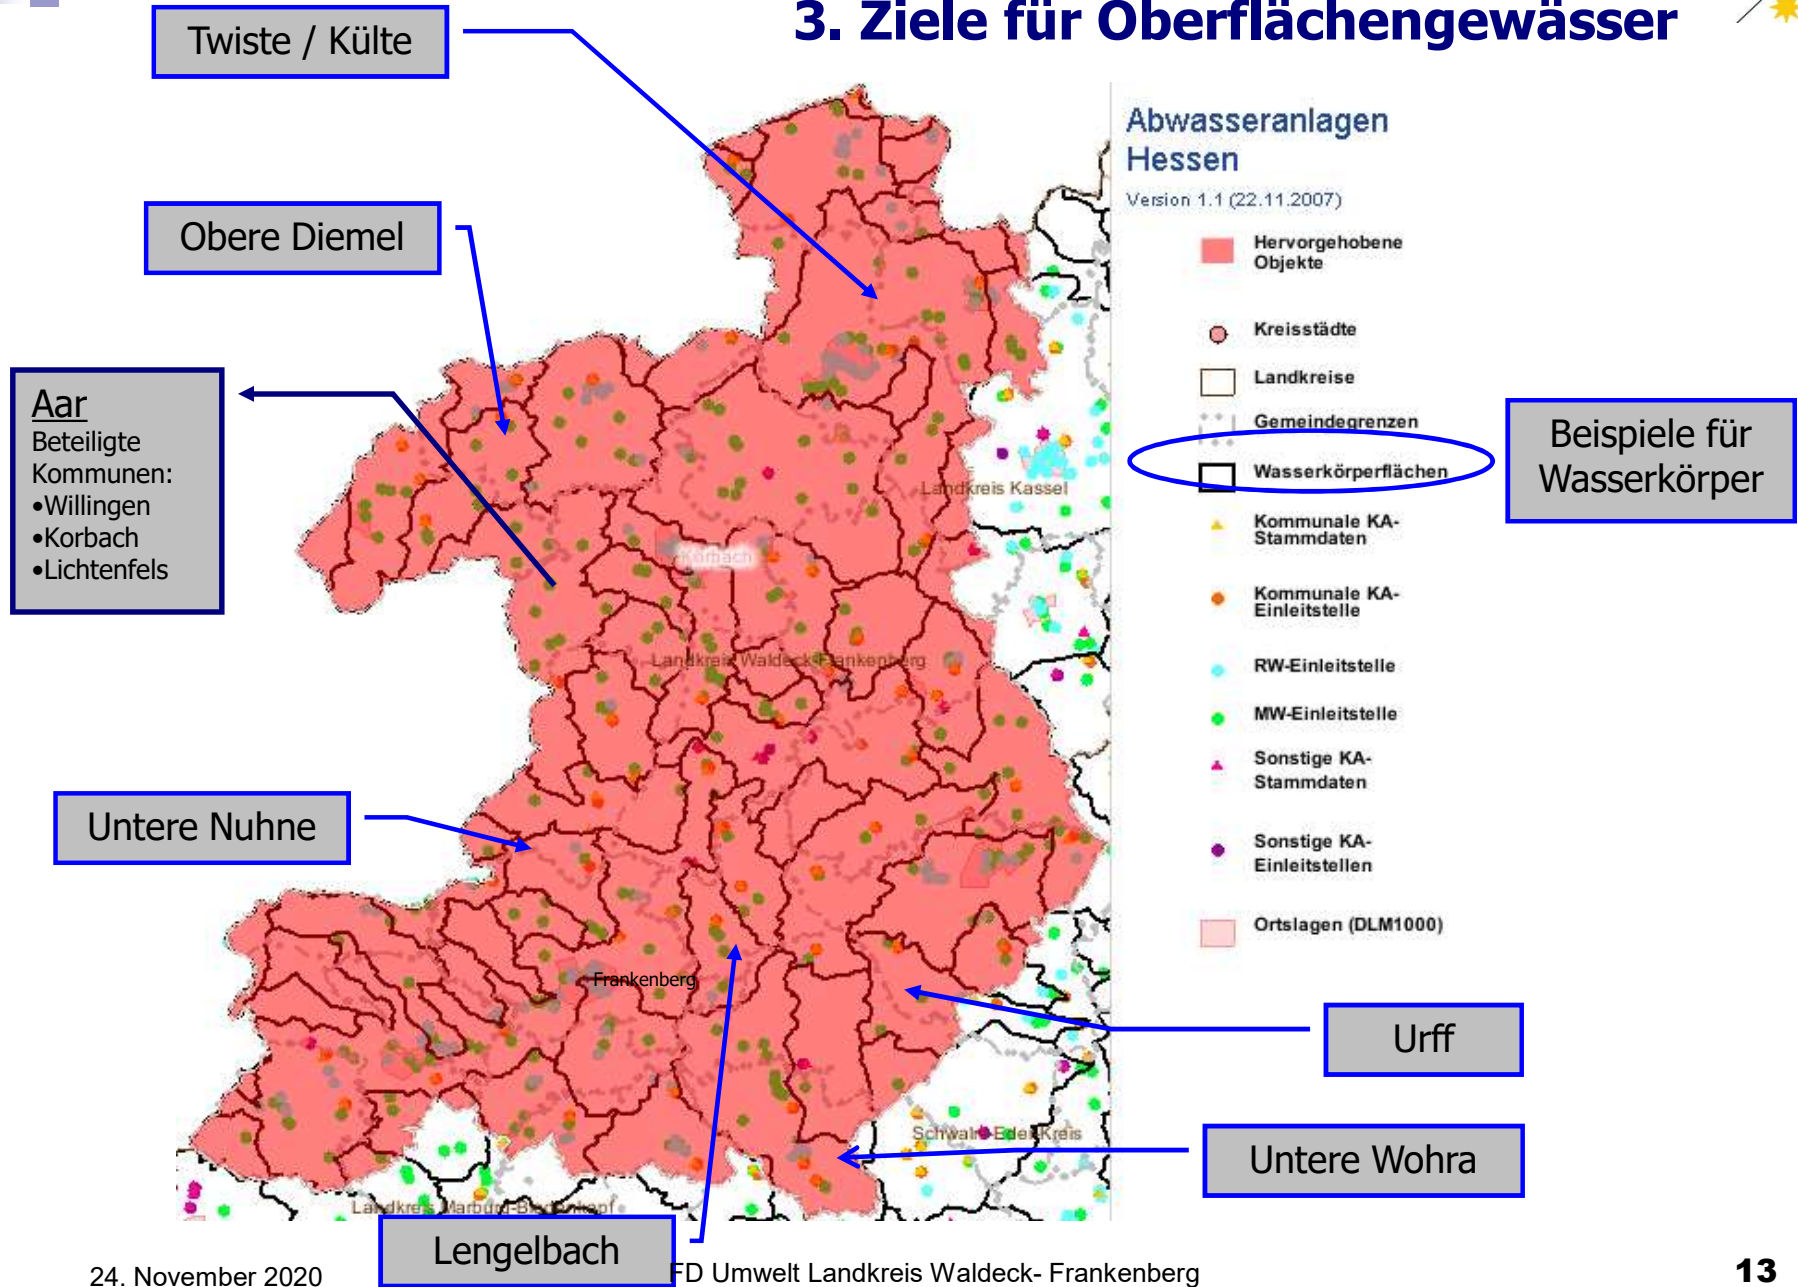 3. Ziele für Oberflächengewässer
Twiste / Külte
Obere Diemel
Aar
Beteiligte
Kommunen:
•Willingen
•Korbach
•Lichtenfels
Untere Nuhne
Korbach
Landkreis Kassel
Landkreis Waldeck-Frankenberg
Frankenberg
Schwalm-Eder-Kreis
Landkreis Marburg-Biedenkopf
Abwasseranlagen
Hessen
Version 1.1 (22.11.2007)
Hervorgehobene
Objekte
Kreisstädte
Landkreise
Gemeindegrenzen
Wasserkörperflächen
Kommunale KA-
Stammdaten
Kommunale KA-
Einleitstelle
RW-Einleitstelle
MW-Einleitstelle
Sonstige KA-
Stammdaten
Sonstige KA-
Einleitstellen
Ortslagen (DLM1000)
Beispiele für
Wasserkörper
Urff
Untere Wohra
Lengelbach
24. November 2020
FD Umwelt Landkreis Waldeck- Frankenberg
13